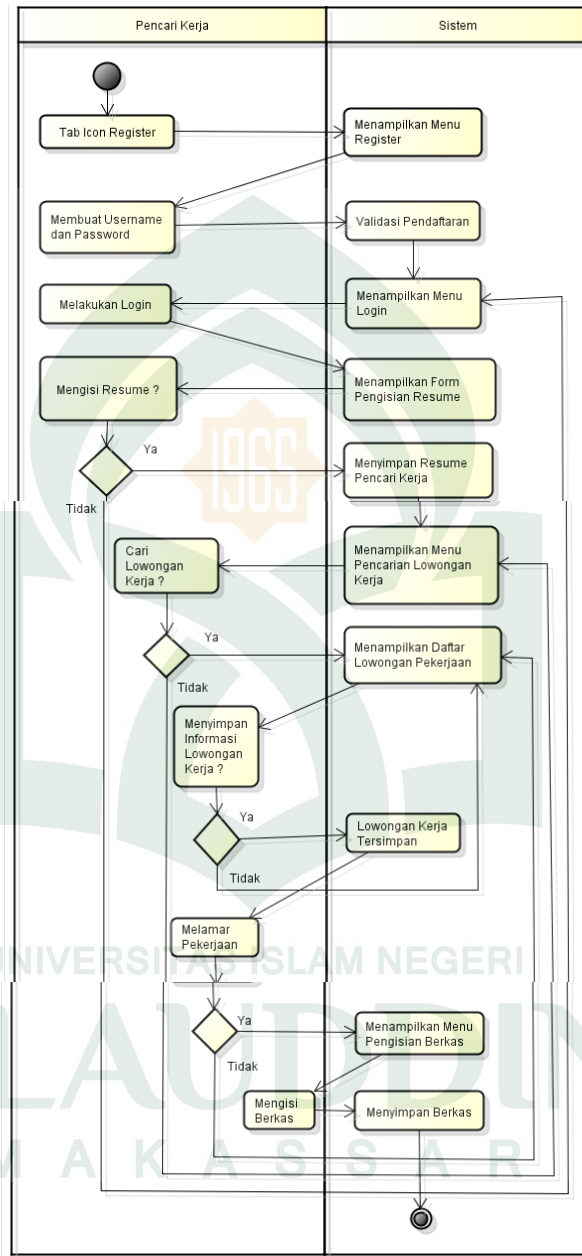 Pencari Kerja
Sistem
Tab Icon Register
Menampilkan Menu
Register
Membuat Username
dan Password
Validasi Pendaftaran
Melakukan Login
Menampilkan Menu
Login
Mengisi Resume ?
Menampilkan Form
Pengisian Resume
1965
Ya
Menyimpan Resume
Pencari Kerja
Tidak
Cari
Lowongan
Kerja ?
Menampilkan Menu
Pencarian Lowongan
Kerja
Ya
Menampilkan Daftar
Lowongan Pekerjaan
Tidak
Menyimpan
Informasi
Lowongan
Kerja ?
Ya
Lowongan Kerja
Tersimpan
Tidak
Melamar
Pekerjaan
UNIVERSITAS ISLAM NEGERI
Ya
Menampilkan Menu
Pengisian Berkas
ALAUDDIN
Tidak
Mengisi
Berkas
Menyimpan Berkas
MAKASSAR